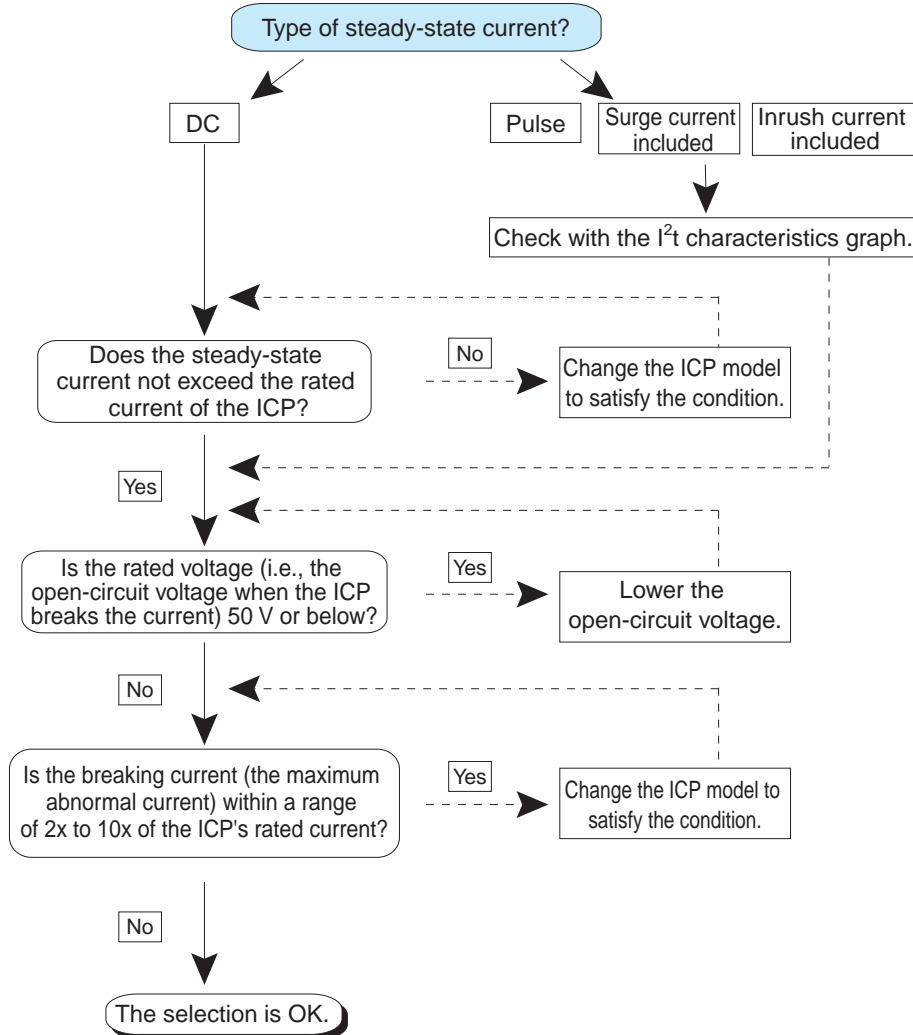 Type of steady-state current?
DC
Pulse
Surge current
included
Inrush current
included
Check with the I²t characteristics graph.
Does the steady-state
current not exceed the rated
current of the ICP?
No
Change the ICP model
to satisfy the condition.
Yes
Is the rated voltage (i.e., the
open-circuit voltage when the ICP
breaks the current) 50 V or below?
Yes
Lower the
open-circuit voltage.
No
Is the breaking current (the maximum
abnormal current) within a range
of 2x to 10x of the ICP's rated current?
Yes
Change the ICP model to
satisfy the condition.
No
The selection is OK.